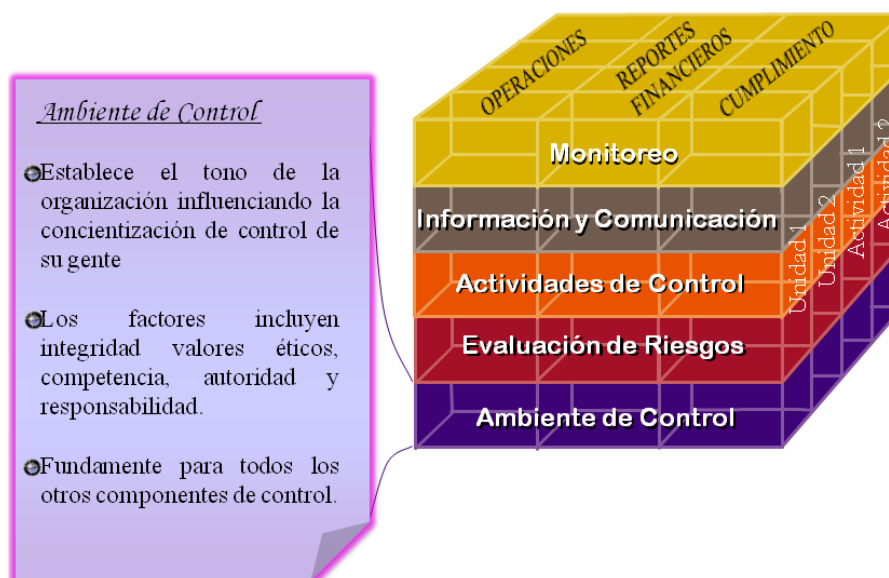 Ambiente de Control
Establece el tono de la
organización influenciando la
concientización de control de
su gente
Los factores incluyen
integridad valores éticos,
competencia, autoridad y
responsabilidad.
Fundamente para todos los
otros componentes de control.
OPERACIONES
REPORTES
FINANCIEROS
CUMPLIMIENTO
Monitoreo
Información y Comunicación
Actividades de Control
Evaluación de Riesgos
Ambiente de Control
Unidad 1
Unidad 2
Actividad 1
Actividad 2